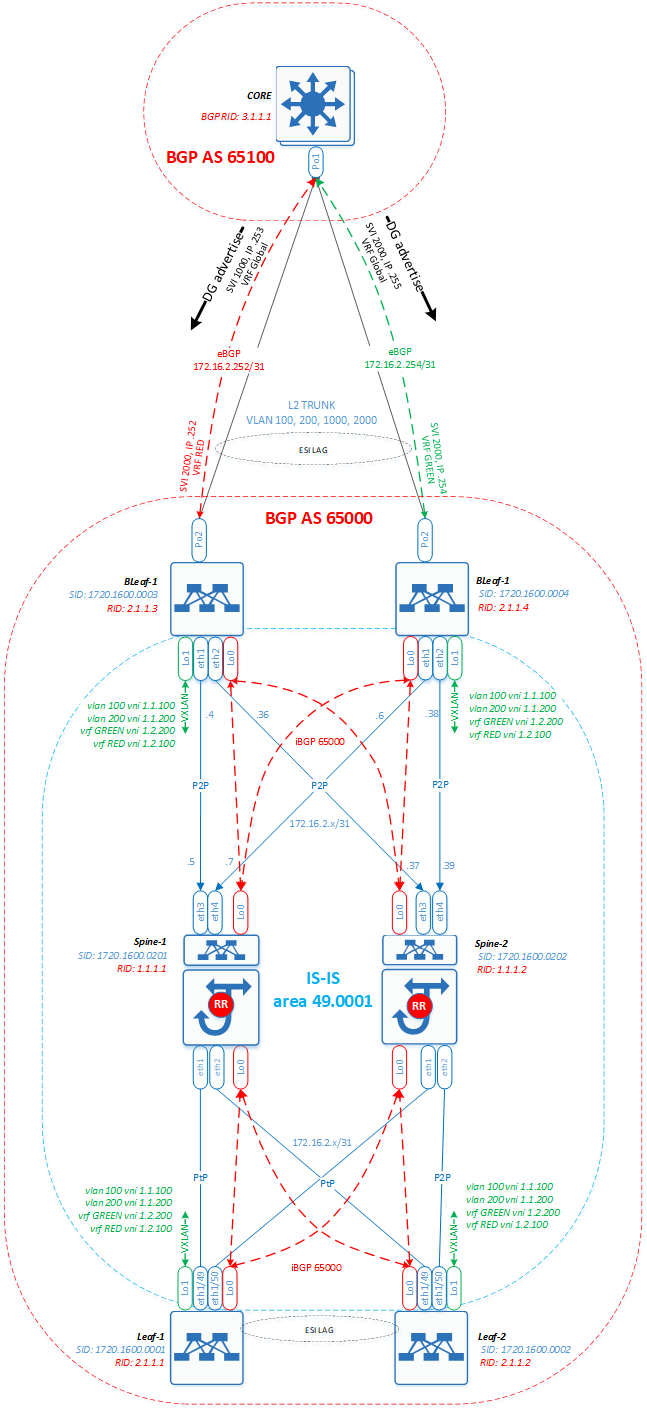 CORE
BGP RID: 3.1.1.1
BGP AS 65100
Po1
DG advertise
SVI 1000, IP .253
VRF Global
SVI 2000, IP .255
VRF Global
DG advertise
eBGP
172.16.2.252/31
eBGP
172.16.2.254/31
L2 TRUNK
VLAN 100, 200, 1000, 2000
ESI LAG
SVI 2000, IP .252
VRF RED
SVI 2000, IP .254
VRF GREEN
BGP AS 65000
Po2
Po2
BLeaf-1
SID: 1720.1600.0003
RID: 2.1.1.3
BLeaf-1
SID: 1720.1600.0004
RID: 2.1.1.4
Lo1
eth1
eth2
Lo0
Lo0
eth1
eth2
Lo1
VXLAN
vlan 100 vni 1.1.100
vlan 200 vni 1.1.200
vrf GREEN vni 1.2.200
vrf RED vni 1.2.100
.4
.36
.6
.38
VXLAN
vlan 100 vni 1.1.100
vlan 200 vni 1.1.200
vrf GREEN vni 1.2.200
vrf RED vni 1.2.100
iBGP 65000
P2P
P2P
P2P
172.16.2.x/31
.5
.7
.37
.39
eth3
eth4
Lo0
Lo0
eth3
eth4
Spine-1
SID: 1720.1600.0201
RID: 1.1.1.1
Spine-2
SID: 1720.1600.0202
RID: 1.1.1.2
RR
IS-IS
area 49.0001
RR
eth1
eth2
Lo0
Lo0
eth1
eth2
172.16.2.x/31
PtP
PtP
P2P
vlan 100 vni 1.1.100
vlan 200 vni 1.1.200
vrf GREEN vni 1.2.200
vrf RED vni 1.2.100
VXLAN
vlan 100 vni 1.1.100
vlan 200 vni 1.1.200
vrf GREEN vni 1.2.200
vrf RED vni 1.2.100
VXLAN
iBGP 65000
Lo1
eth1/49
eth1/50
Lo0
Lo0
eth1/49
eth1/50
Lo1
Leaf-1
SID: 1720.1600.0001
RID: 2.1.1.1
ESI LAG
Leaf-2
SID: 1720.1600.0002
RID: 2.1.1.2